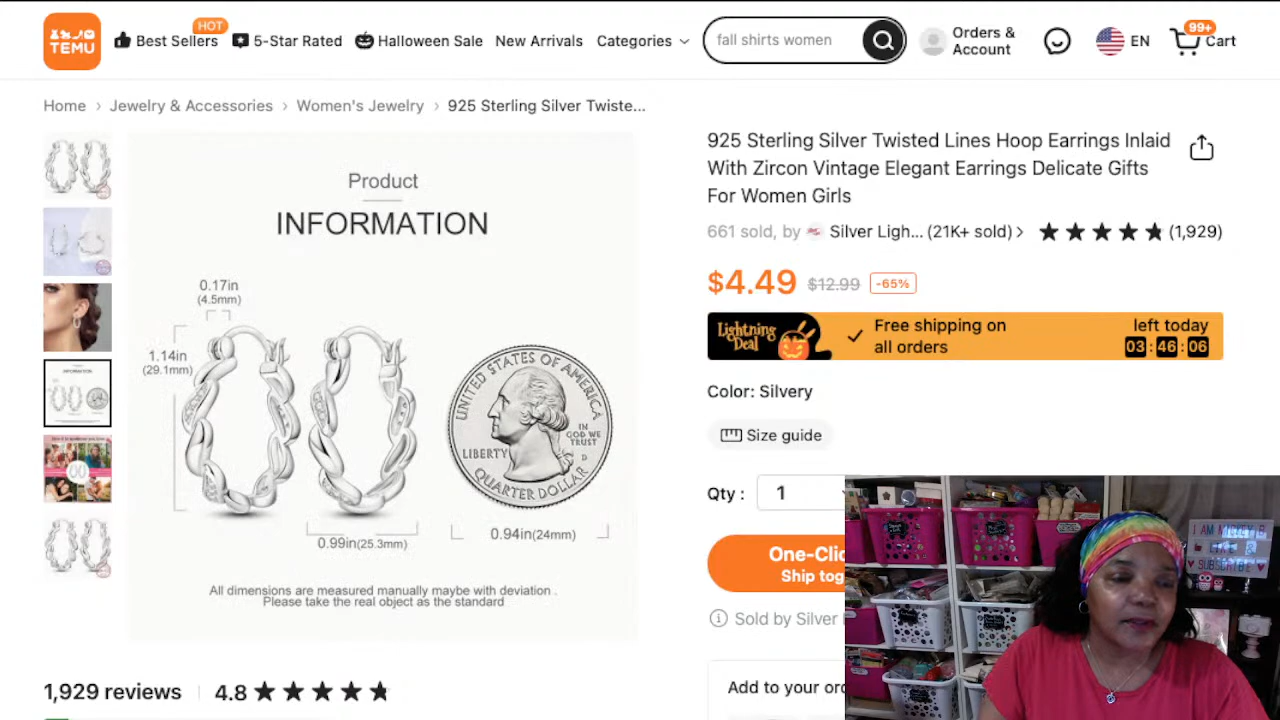 TEMU
Best Sellers
HOT
5-Star Rated
Halloween Sale
New Arrivals
Categories
fall shirts women
Orders &
Account
EN
99+
Cart
Home › Jewelry & Accessories › Women's Jewelry › 925 Sterling Silver Twiste...
Product
INFORMATION
0.17in
(4.5mm)
1.14in
(29.1mm)
0.99in(25.3mm)
UNITED STATES OF AMERICA
LIBERTY
IN
GOD WE
TRUST
D
QUARTER DOLLAR
0.94in(24mm)
All dimensions are measured manually maybe with deviation .
Please take the real object as the standard
1,929 reviews
4.8
925 Sterling Silver Twisted Lines Hoop Earrings Inlaid
With Zircon Vintage Elegant Earrings Delicate Gifts
For Women Girls
661 sold, by Silver Ligh... (21K+ sold) ›
(1,929)
$4.49 $12.99 -65%
Lightning
Deal
Free shipping on
all orders
left today
03:46:06
Color: Silvery
Size guide
Qty : 1
One-Clic
Ship tog
Sold by Silver
Add to your ord
I AM MICKEY B
LIKE &
SUBSCRIBE